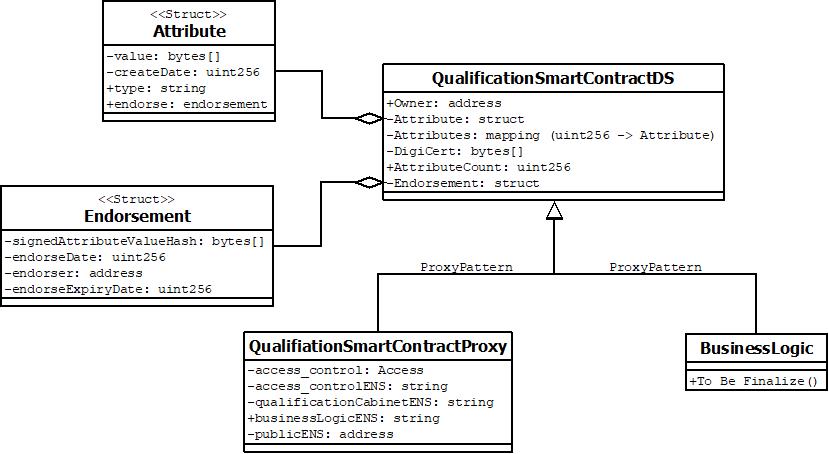 <<Struct>>
Attribute
-value: bytes[]
-createDate: uint256
+type: string
+endorse: endorsement
QualificationSmartContractDS
+Owner: address
-Attribute: struct
-Attributes: mapping (uint256 -> Attribute)
-DigiCert: bytes[]
+AttributeCount: uint256
-Endorsement: struct
<<Struct>>
Endorsement
-signedAttributeValueHash: bytes[]
-endorseDate: uint256
-endorser: address
-endorseExpiryDate: uint256
ProxyPattern
ProxyPattern
QualifiationSmartContractProxy
-access_control: Access
-access_controlENS: string
-qualificationCabinetENS: string
+businessLogicENS: string
-publicENS: address
BusinessLogic
+To Be Finalize()